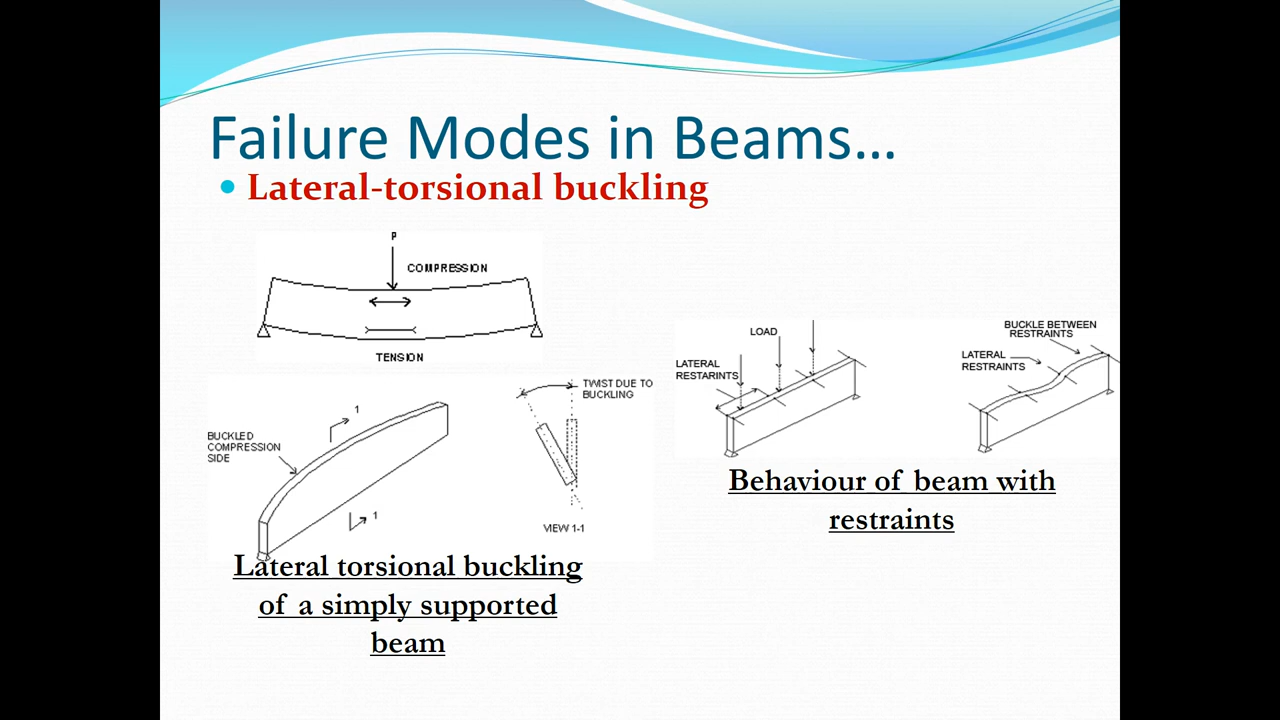 Failure Modes in Beams...
Lateral-torsional buckling
P
COMPRESSION
TENSION
BUCKLED
COMPRESSION
SIDE
1
1
TWIST DUE TO
BUCKLING
VIEW 1-1
Lateral torsional buckling
of a simply supported
beam
LOAD
LATERAL
RESTARINTS
BUCKLE BETWEEN
RESTRAINTS
LATERAL
RESTRAINTS
Behaviour of beam with
restraints